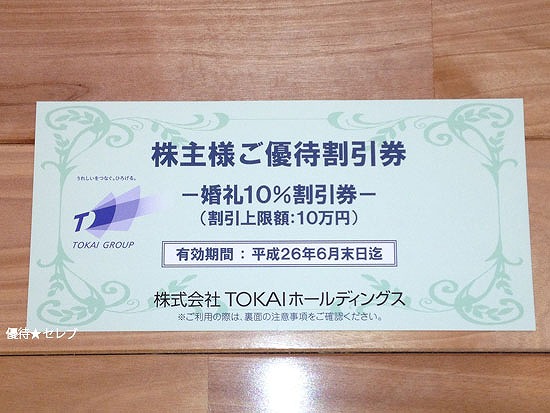 株主様ご優待割引券
うれしいをつなぐ、ひろげる。
TOKAI GROUP
－婚礼10%割引券－
（割引上限額：10万円）
有効期間：平成26年6月末日迄
株式会社 TOKAIホールディングス
※ご利用の際は、裏面の注意事項をご確認ください。
優待★セレブ